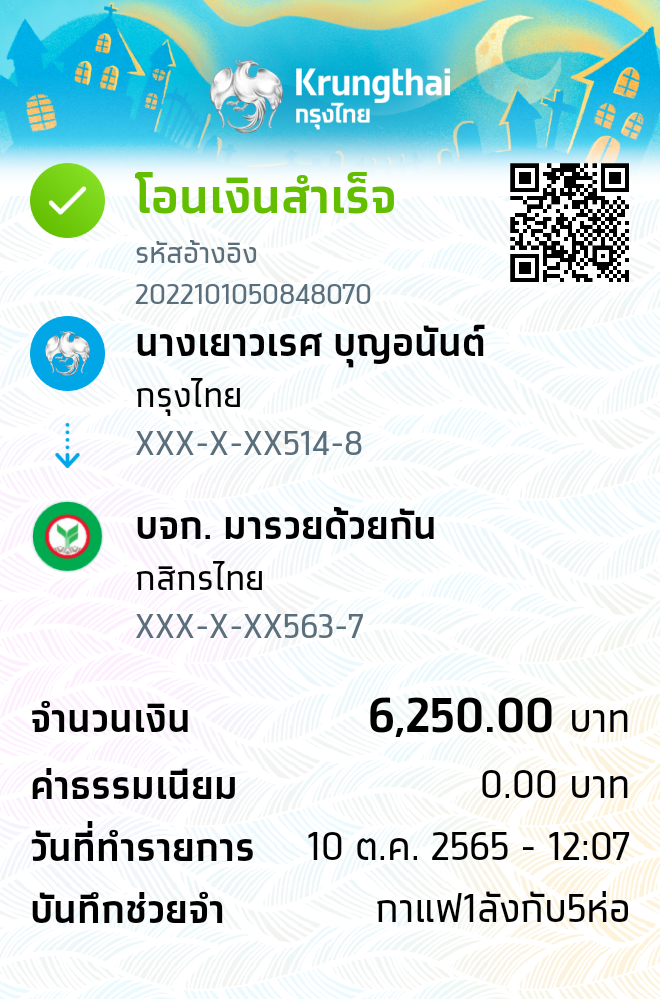 Krungthai
กรุงไทย
โอนเงินสำเร็จ
รหัสอ้างอิง
2022101050848070
นางเยาวเรศ บุญอนันต์
กรุงไทย
XXX-X-XX514-8
บจก. มารวยด้วยกัน
กสิกรไทย
XXX-X-XX563-7
จำนวนเงิน 6,250.00 บาท
ค่าธรรมเนียม 0.00 บาท
วันที่ทำรายการ 10 ต.ค. 2565 - 12:07
บันทึกช่วยจำ กาแฟ1ลังกับ5ห่อ